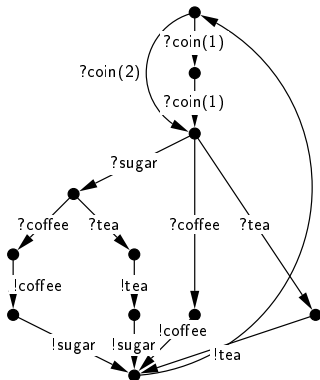 ?coin(1)
?coin(2)
?coin(1)
?sugar
?coffee
?tea
?coffee
?tea
!coffee
!tea
!coffee
!sugar
!sugar
!tea